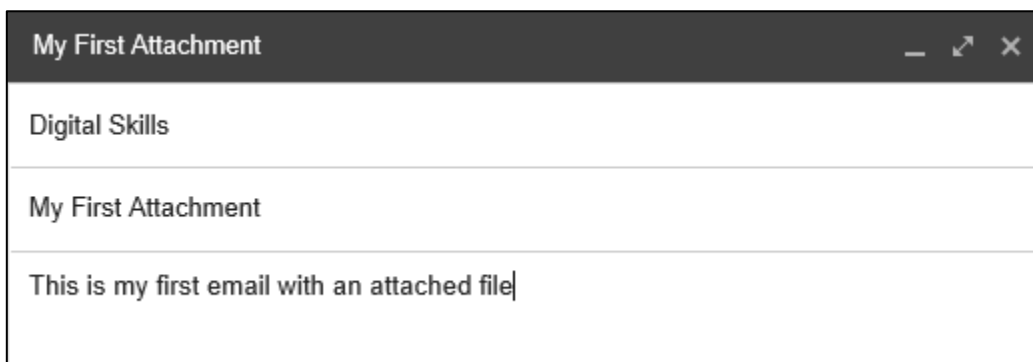 My First Attachment
Digital Skills
My First Attachment
This is my first email with an attached file